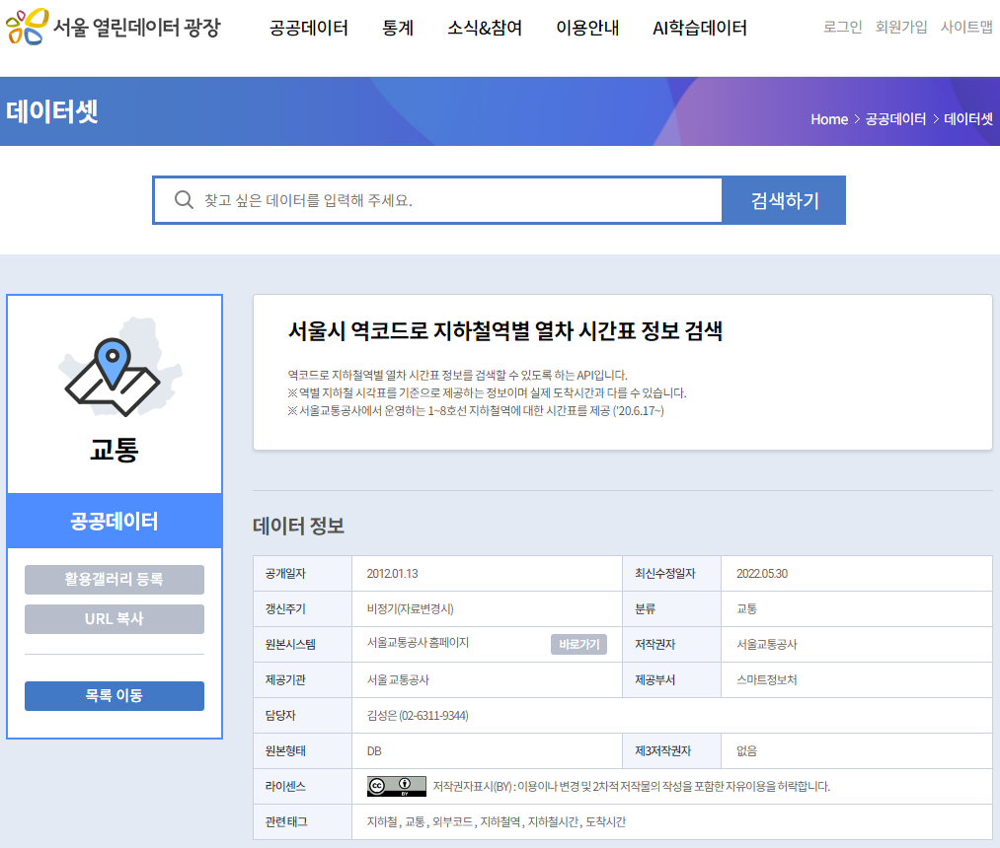 서울 열린데이터 광장
공공데이터 통계 소식&참여 이용안내 AI학습데이터
로그인 회원가입 사이트맵
데이터셋
Home > 공공데이터 > 데이터셋
찾고 싶은 데이터를 입력해 주세요.
검색하기
교통
공공데이터
활용갤러리 등록
URL 복사
목록 이동
서울시 역코드로 지하철역별 열차 시간표 정보 검색
역코드로 지하철역별 열차 시간표 정보를 검색할 수 있도록 하는 API입니다.
※ 역별 지하철 시각표를 기준으로 제공하는 정보이며 실제 도착시간과 다를 수 있습니다.
※ 서울교통공사에서 운영하는 1~8호선 지하철역에 대한 시간표를 제공 ('20.6.17~)
데이터 정보
공개일자 2012.01.13 최신수정일자 2022.05.30
갱신주기 비정기(자료변경시) 분류 교통
원본시스템 서울교통공사 홈페이지 바로가기 저작권자 서울교통공사
제공기관 서울 교통공사 제공부서 스마트정보처
담당자 김성은 (02-6311-9344)
원본형태 DB 제3저작권자 없음
라이센스 cc BY 저작권자표시(BY) : 이용이나 변경 및 2차적 저작물의 작성을 포함한 자유이용을 허락합니다.
관련 태그 지하철 , 교통 , 외부코드 , 지하철역 , 지하철시간 , 도착시간